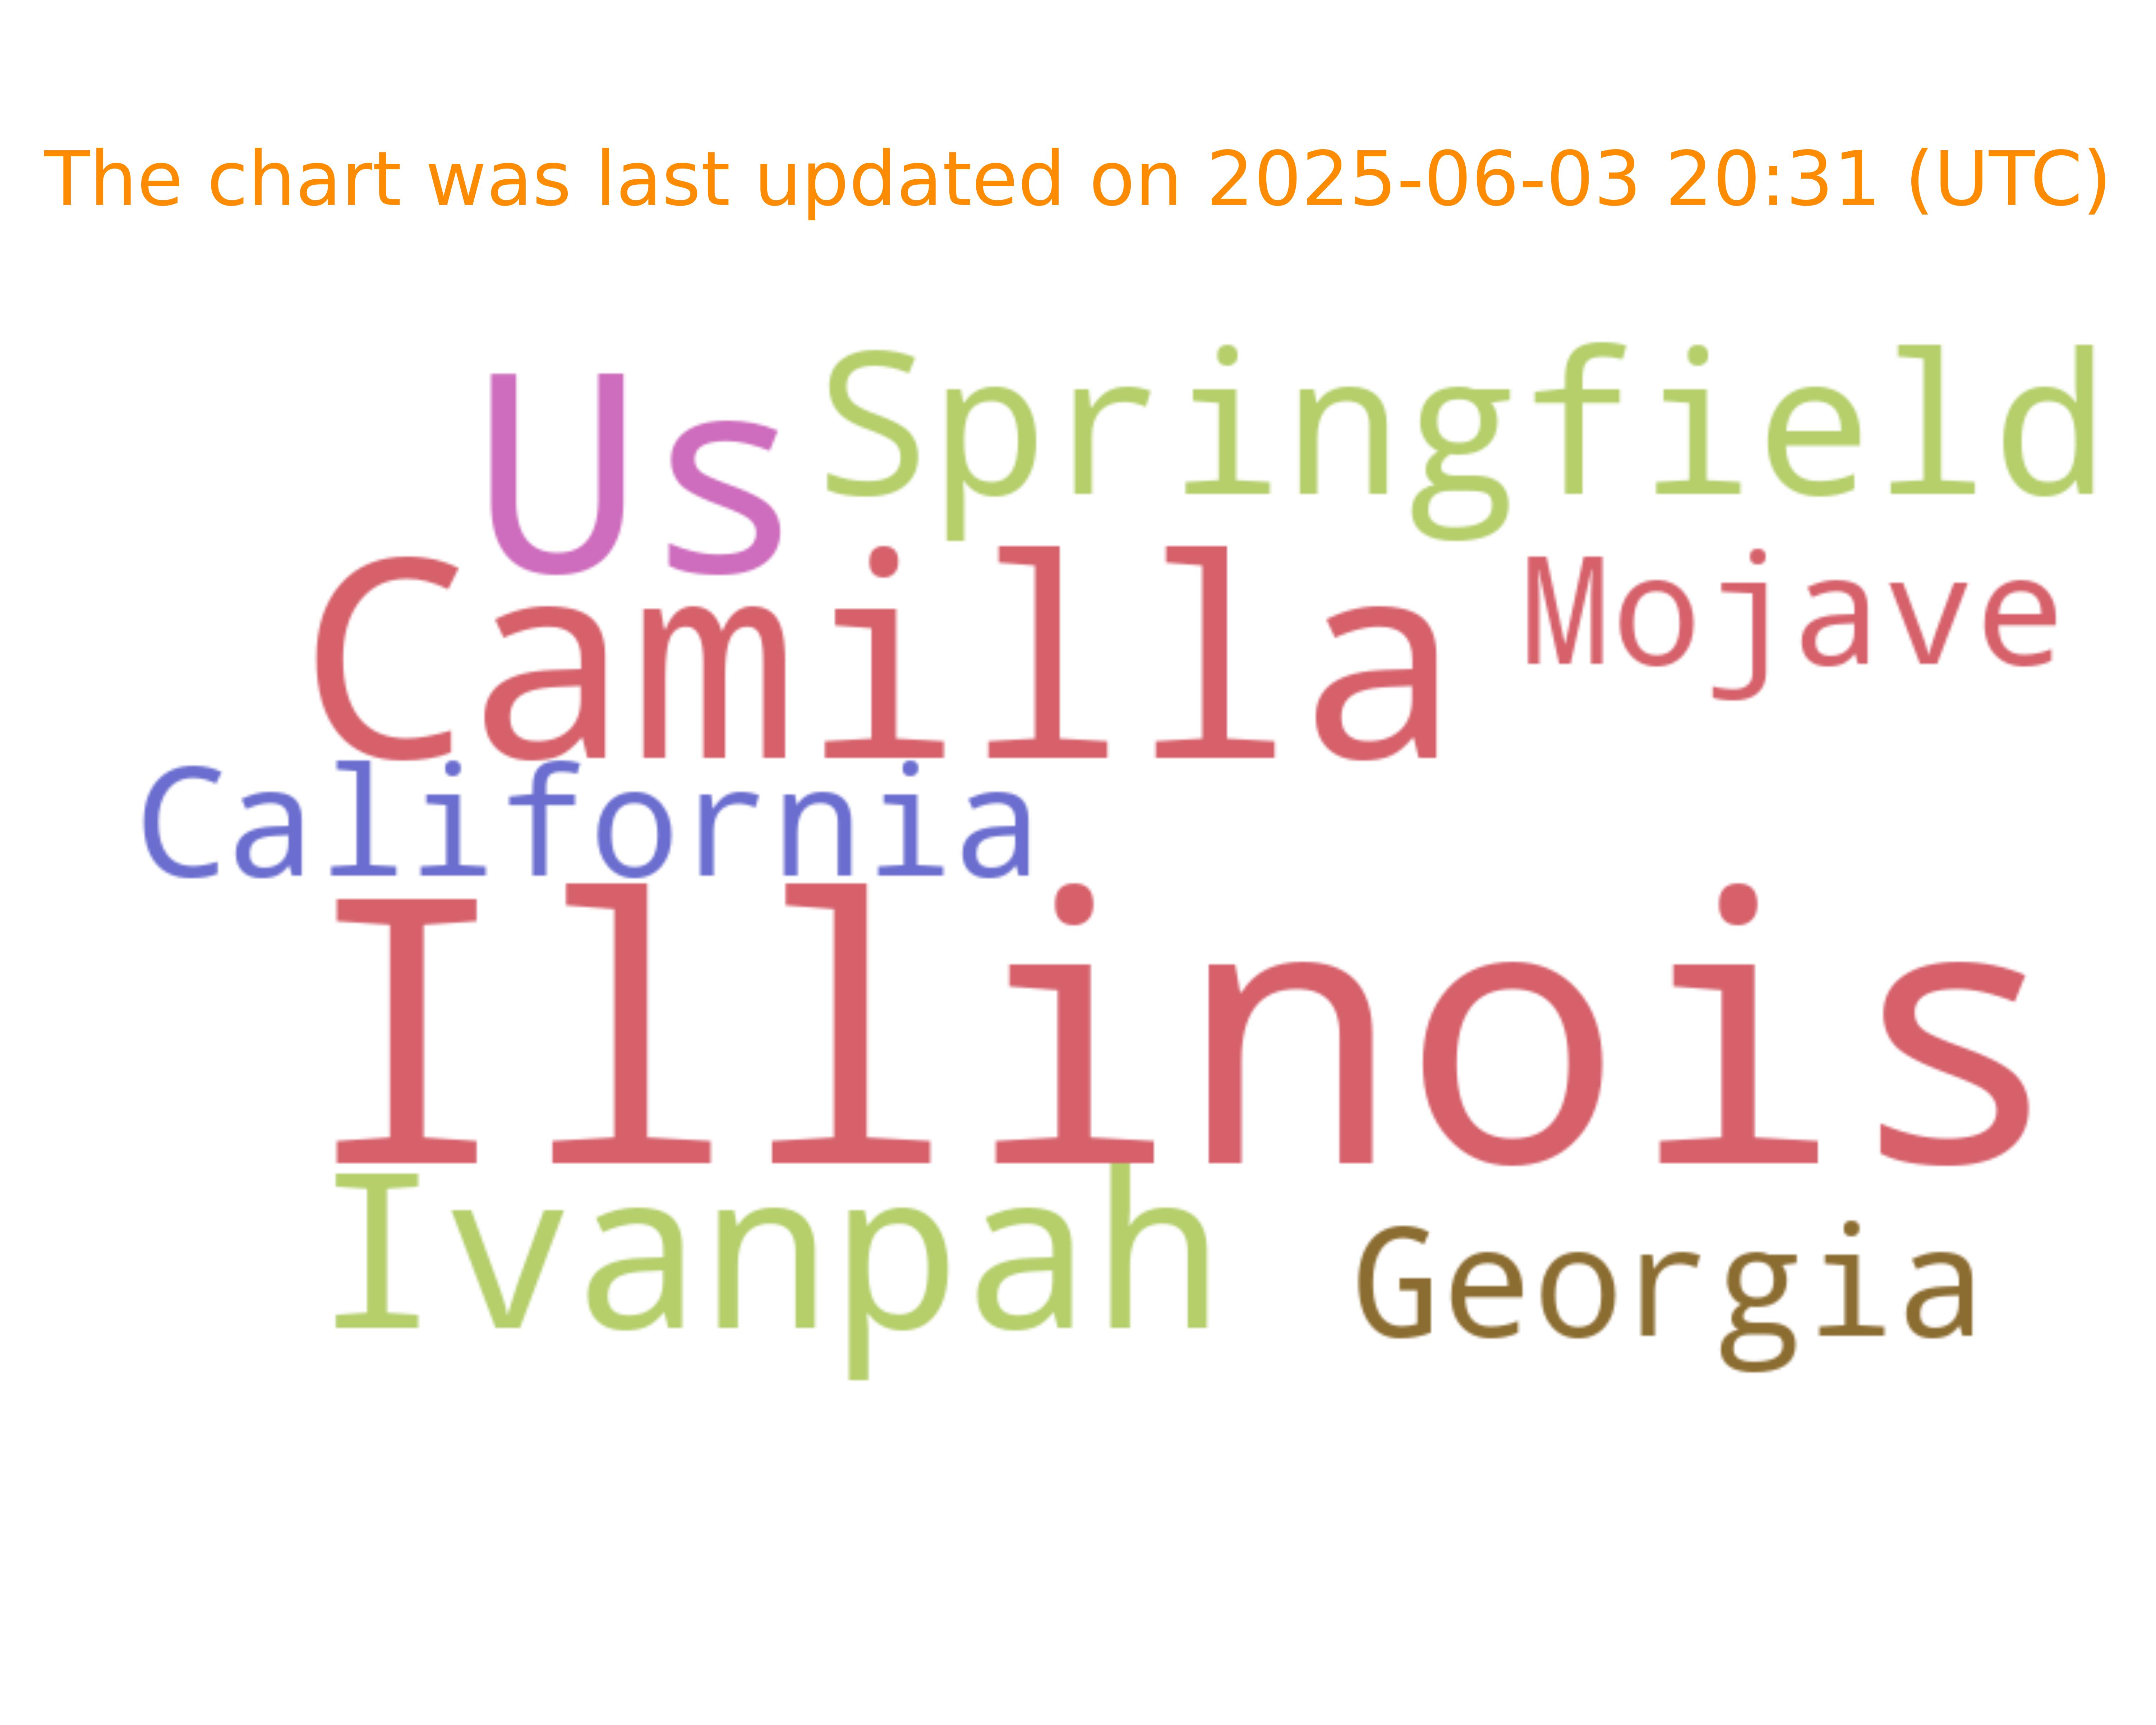 The chart was last updated on 2025-06-03 20:31 (UTC)
Us Springfield
Camilla Mojave
California
Illinois
Ivanpah Georgia